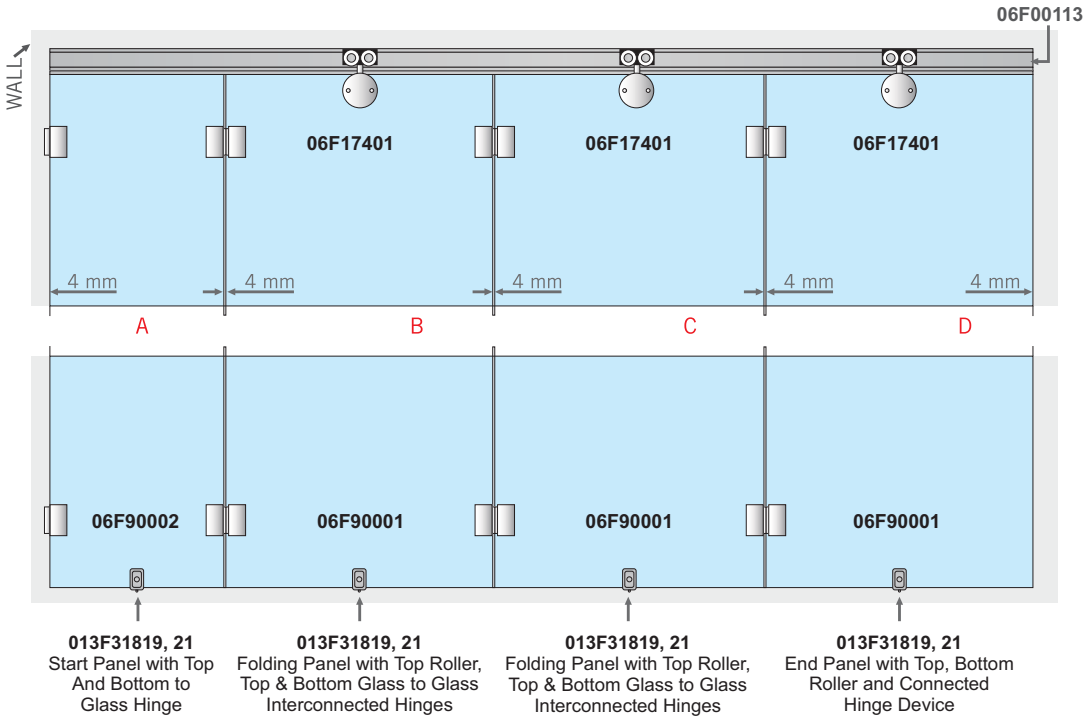 06F00113
WALL
06F17401
06F17401
06F17401
4 mm
4 mm
4 mm
4 mm
A
B
C
D
06F90002
06F90001
06F90001
06F90001
013F31819, 21
Start Panel with Top
And Bottom to
Glass Hinge
013F31819, 21
Folding Panel with Top Roller,
Top & Bottom Glass to Glass
Interconnected Hinges
013F31819, 21
Folding Panel with Top Roller,
Top & Bottom Glass to Glass
Interconnected Hinges
013F31819, 21
End Panel with Top, Bottom
Roller and Connected
Hinge Device